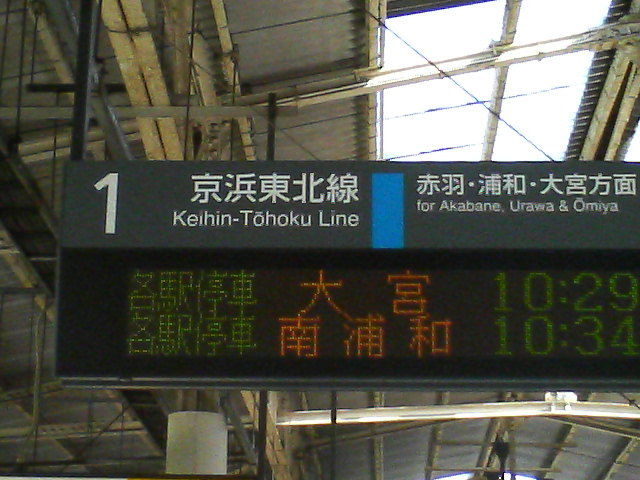 1 京浜東北線 赤羽・浦和・大宮方面
Keihin-Tōhoku Line for Akabane, Urawa & Ōmiya
各駅停車 大宮 10:29
各駅停車 南浦和 10:34